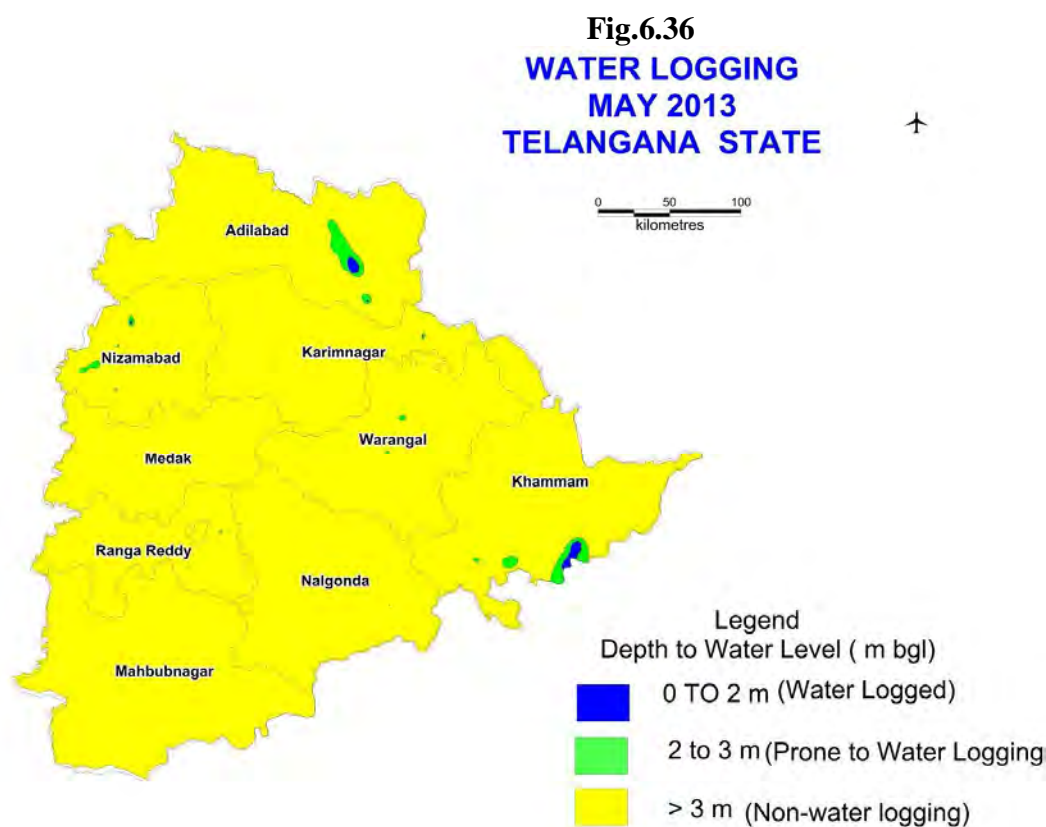 Fig.6.36
WATER LOGGING
MAY 2013
TELANGANA STATE
0 50 100
kilometres
Adilabad
Nizamabad
Karimnagar
Warangal
Medak
Khammam
Ranga Reddy
Nalgonda
Mahbubnagar
Legend
Depth to Water Level ( m bgl)
0 TO 2 m (Water Logged)
2 to 3 m (Prone to Water Logging
> 3 m (Non-water logging)